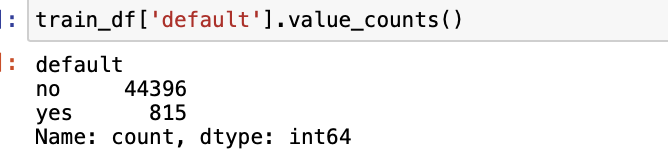 ]: train_df['default'].value_counts()
]: default
no 44396
yes 815
Name: count, dtype: int64